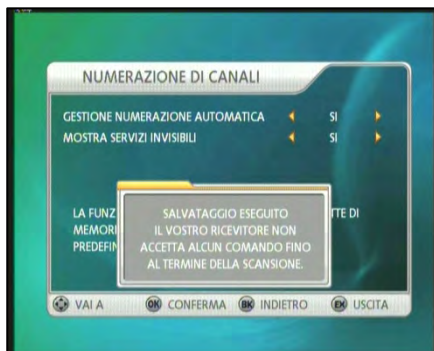 NUMERAZIONE DI CANALI
GESTIONE NUMERAZIONE AUTOMATICA SI
MOSTRA SERVIZI INVISIBILI SI
LA FUNZ TTE DI
MEMORI
PREDEFIN
SALVATAGGIO ESEGUITO
IL VOSTRO RICEVITORE NON
ACCETTA ALCUN COMANDO FINO
AL TERMINE DELLA SCANSIONE.
VAI A OK CONFERMA BK INDIETRO EX USCITA